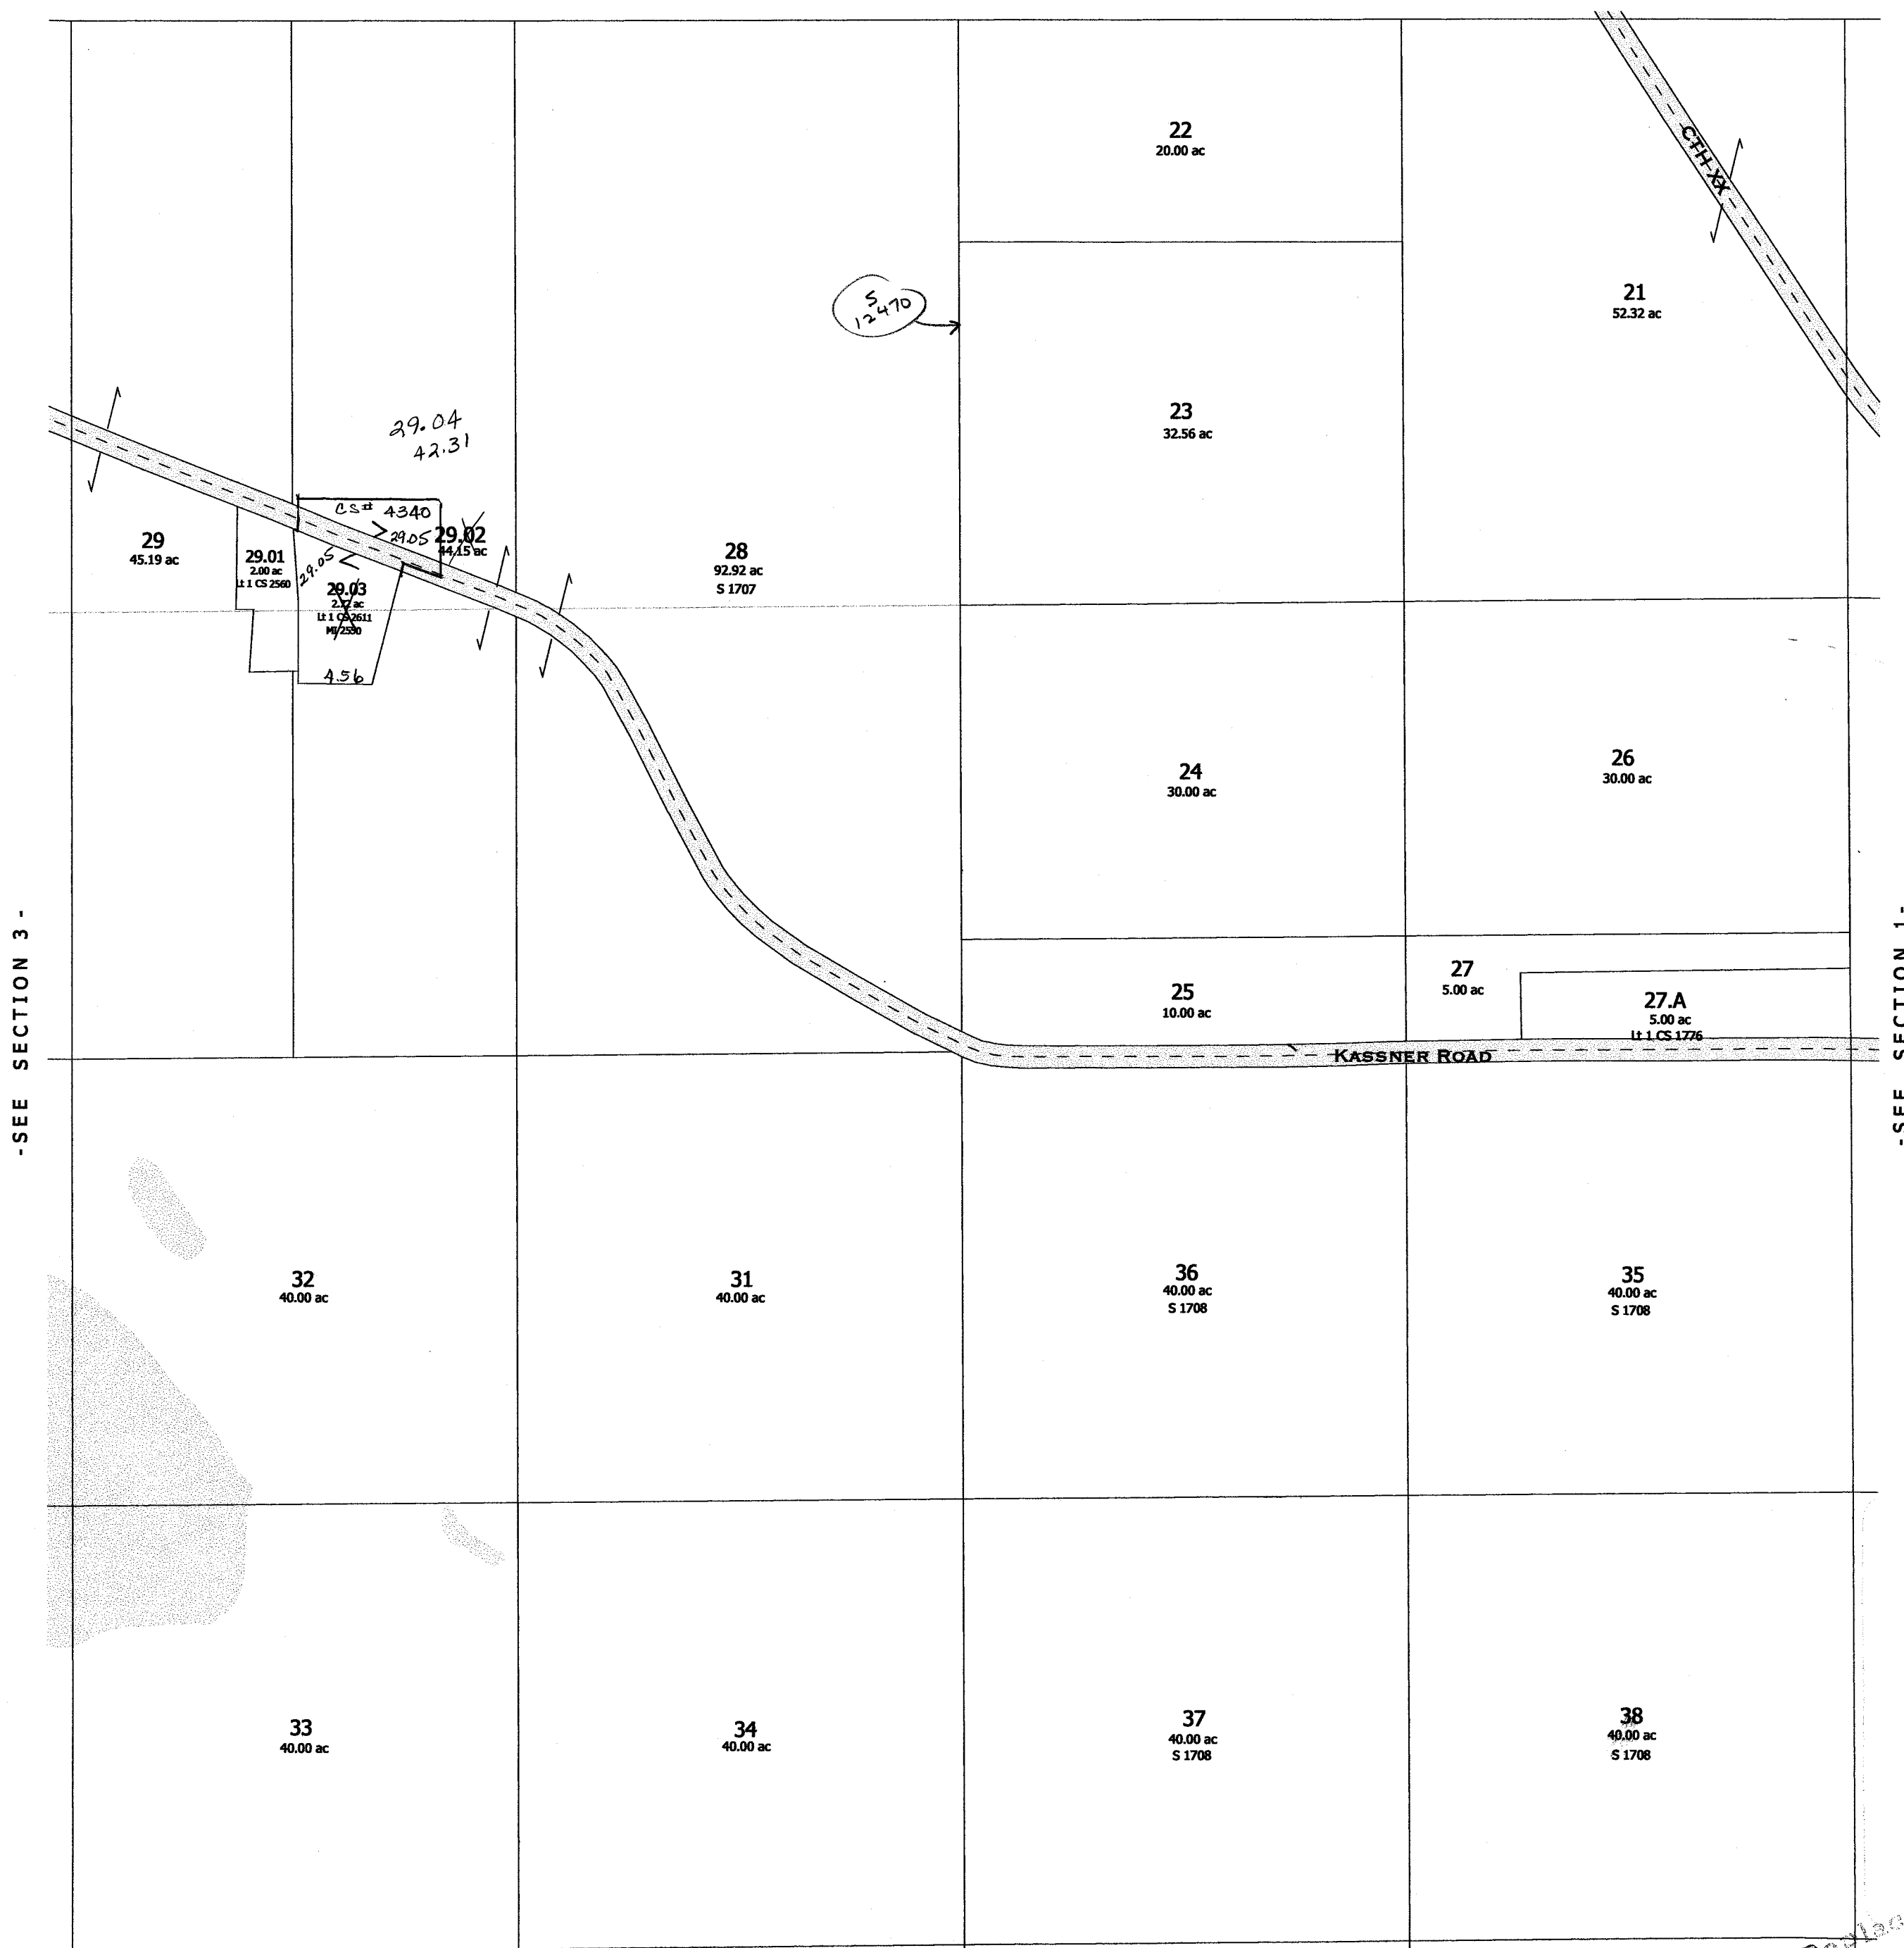 22
20.00 ac
CTH-XX
21
52.32 ac
S
12470
23
32.56 ac
29.04
42.31
CS# 4340
29.05
29.02
44.15 ac
29
45.19 ac
29.01
2.00 ac
Lt 1 CS 2560
29.05
29.03
Lt 1 CS 2611
MI 2590
4.56
28
92.92 ac
S 1707
24
30.00 ac
26
30.00 ac
25
10.00 ac
27
5.00 ac
27.A
5.00 ac
Lt 1 CS 1776
KASSNER ROAD
-SEE SECTION 3-
-SEE SECTION 1-
32
40.00 ac
31
40.00 ac
36
40.00 ac
S 1708
35
40.00 ac
S 1708
33
40.00 ac
34
40.00 ac
37
40.00 ac
S 1708
38
40.00 ac
S 1708